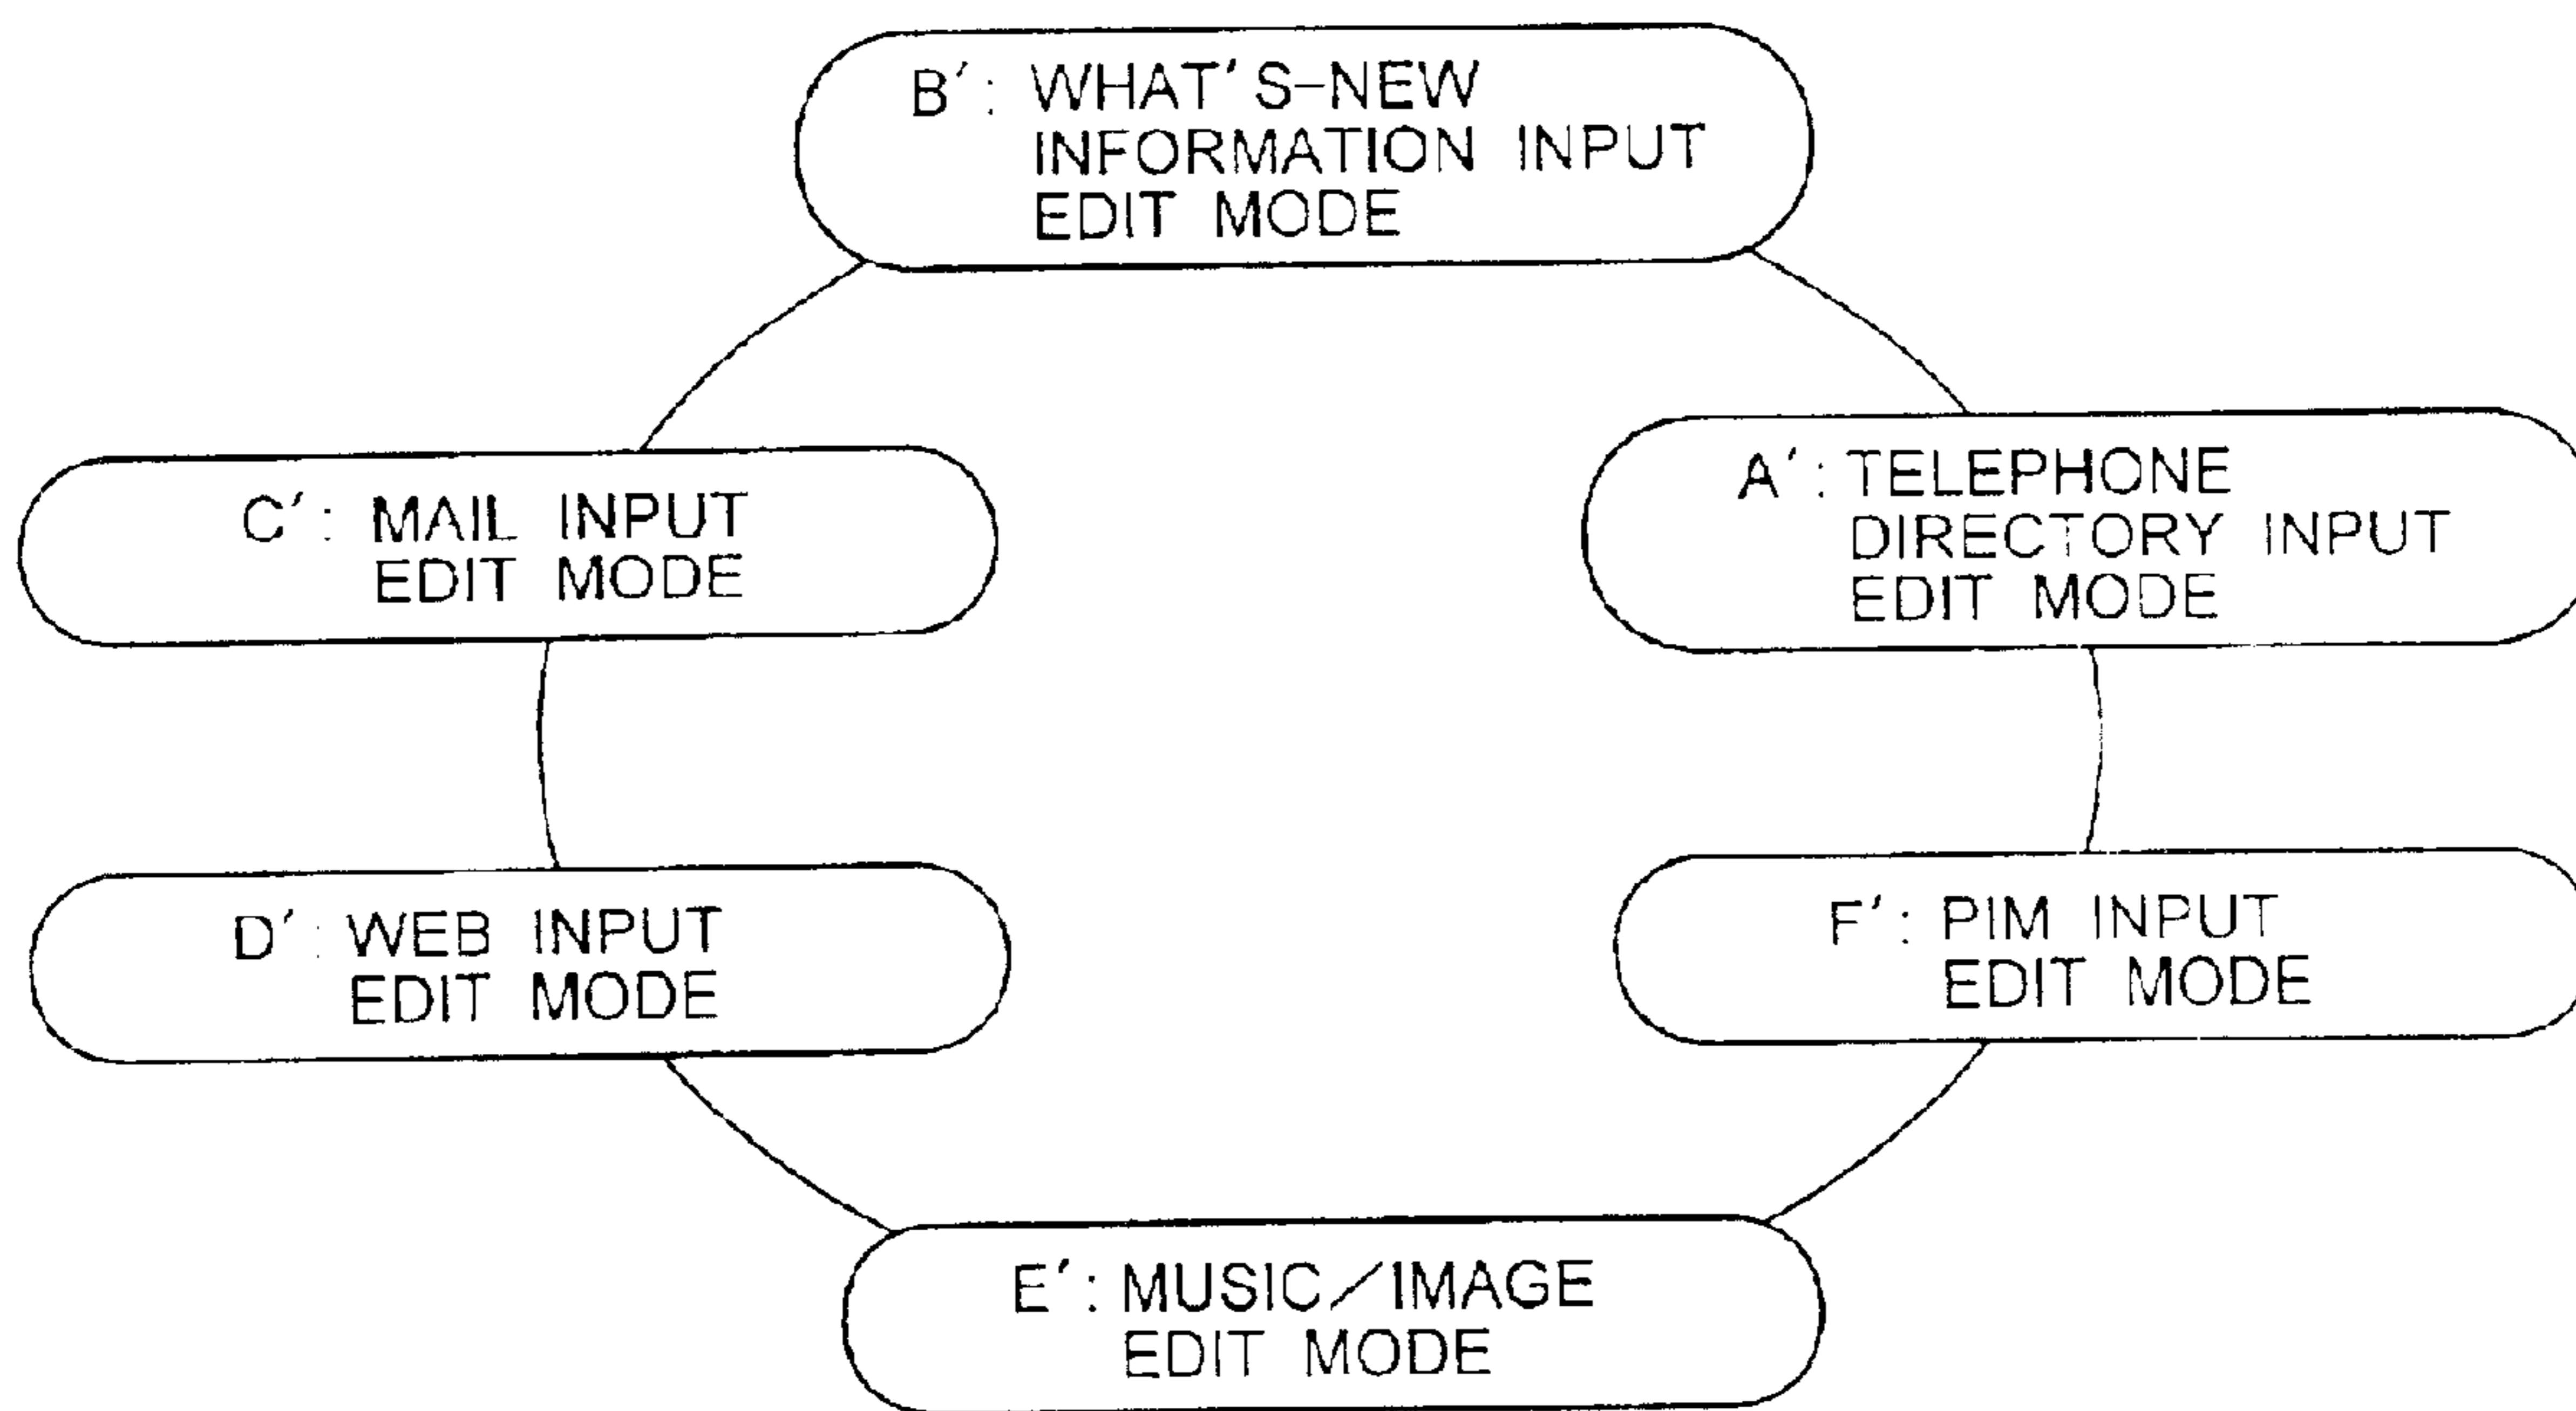 B′: WHAT′S-NEW
INFORMATION INPUT
EDIT MODE
C′: MAIL INPUT
EDIT MODE
A′: TELEPHONE
DIRECTORY INPUT
EDIT MODE
D′: WEB INPUT
EDIT MODE
F′: PIM INPUT
EDIT MODE
E′: MUSIC/IMAGE
EDIT MODE